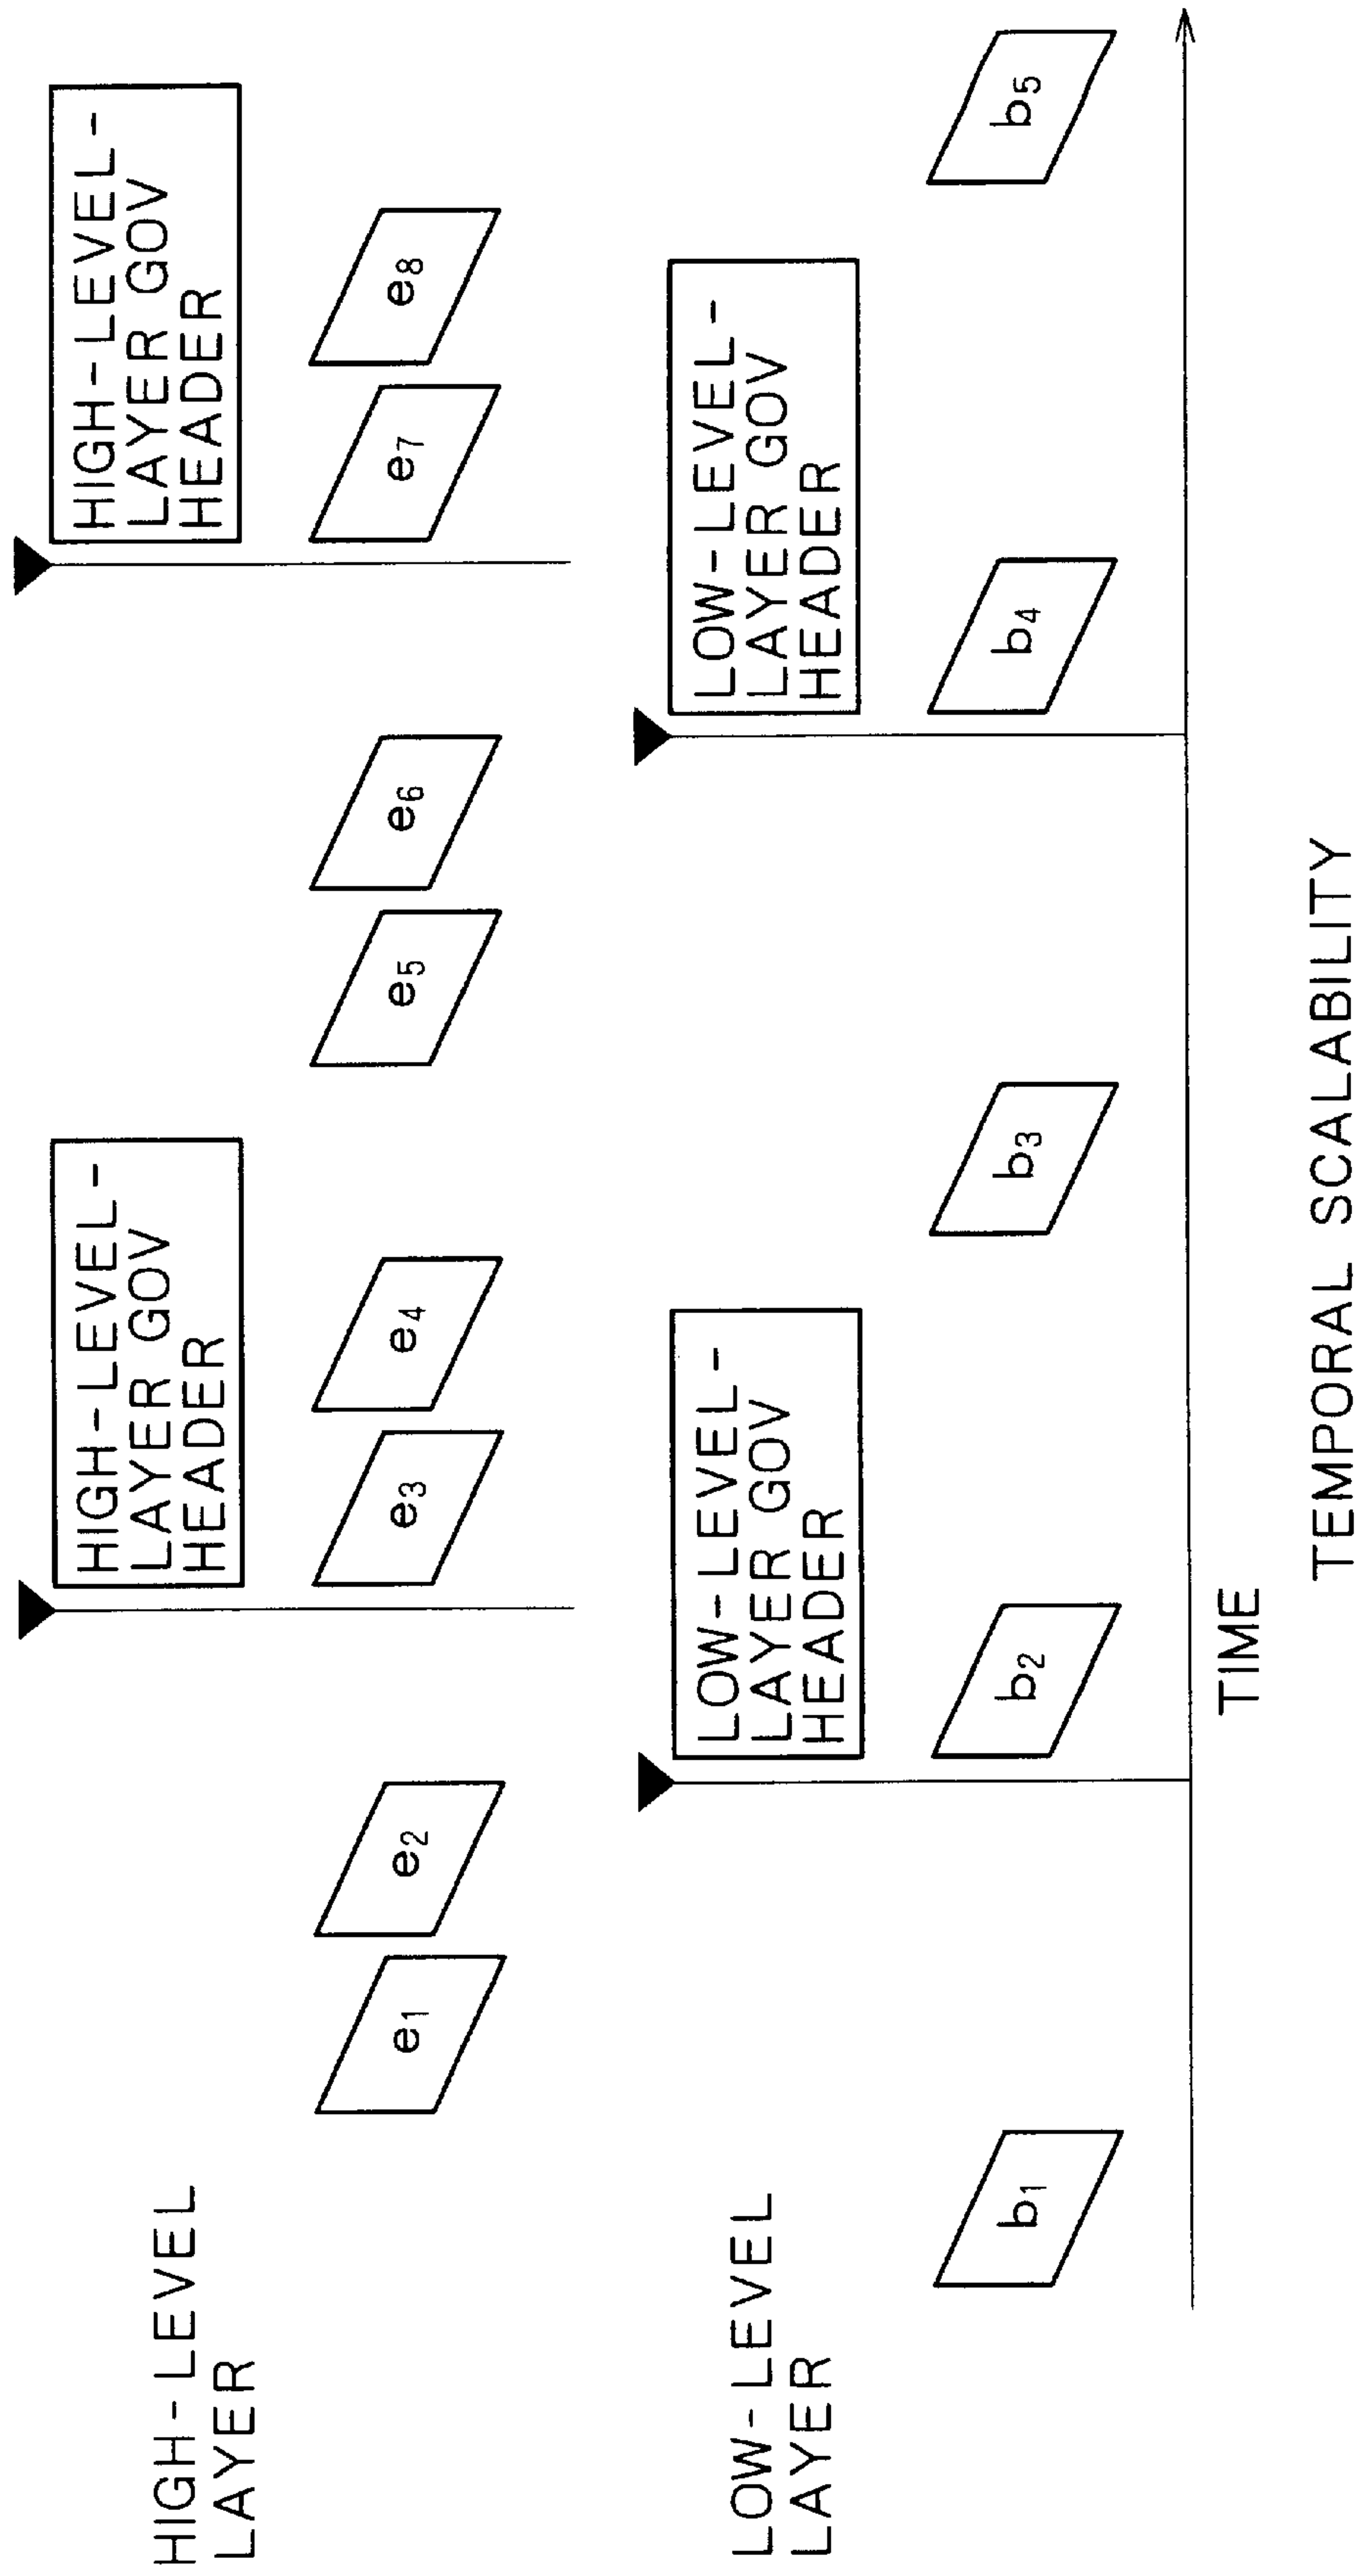 HIGH-LEVEL
LAYER
e1
e2
HIGH-LEVEL-
LAYER GOV
HEADER
e3
e4
e5
e6
HIGH-LEVEL-
LAYER GOV
HEADER
e7
e8
LOW-LEVEL
LAYER
b1
LOW-LEVEL-
LAYER GOV
HEADER
b2
b3
LOW-LEVEL-
LAYER GOV
HEADER
b4
b5
TIME
TEMPORAL SCALABILITY